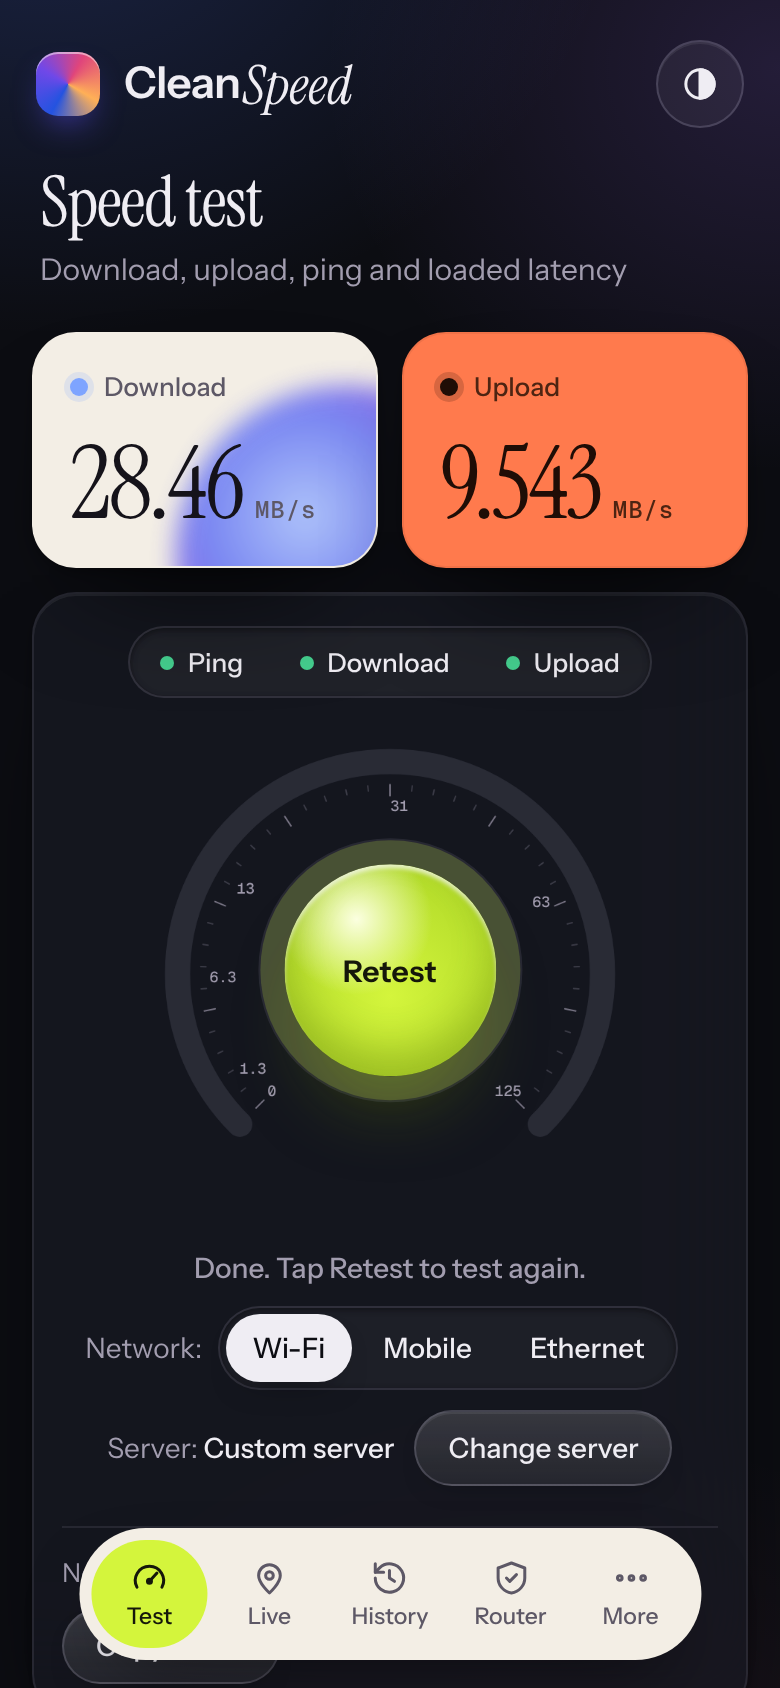 CleanSpeed
Speed test
Download, upload, ping and loaded latency
Download
28.46 MB/s
Upload
9.543 MB/s
Ping Download Upload
31
13
63
6.3
1.3
0
125
Retest
Done. Tap Retest to test again.
Network: Wi-Fi Mobile Ethernet
Server: Custom server Change server
Test Live History Router More